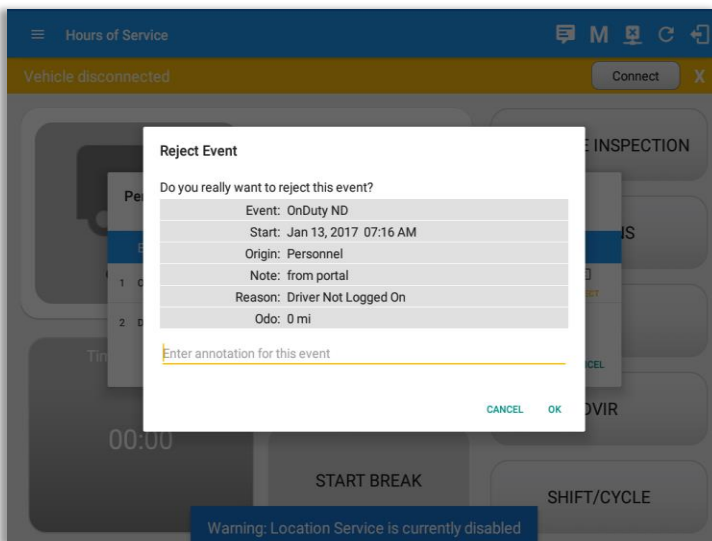 Hours of Service
M
Vehicle disconnected
Connect
X
INSPECTION
Reject Event
Do you really want to reject this event?
Event: OnDuty ND
Start: Jan 13, 2017 07:16 AM
Origin: Personnel
Note: from portal
Reason: Driver Not Logged On
Odo: 0 mi
Enter annotation for this event
CANCEL
OK
1
2
00:00
START BREAK
SHIFT/CYCLE
Warning: Location Service is currently disabled